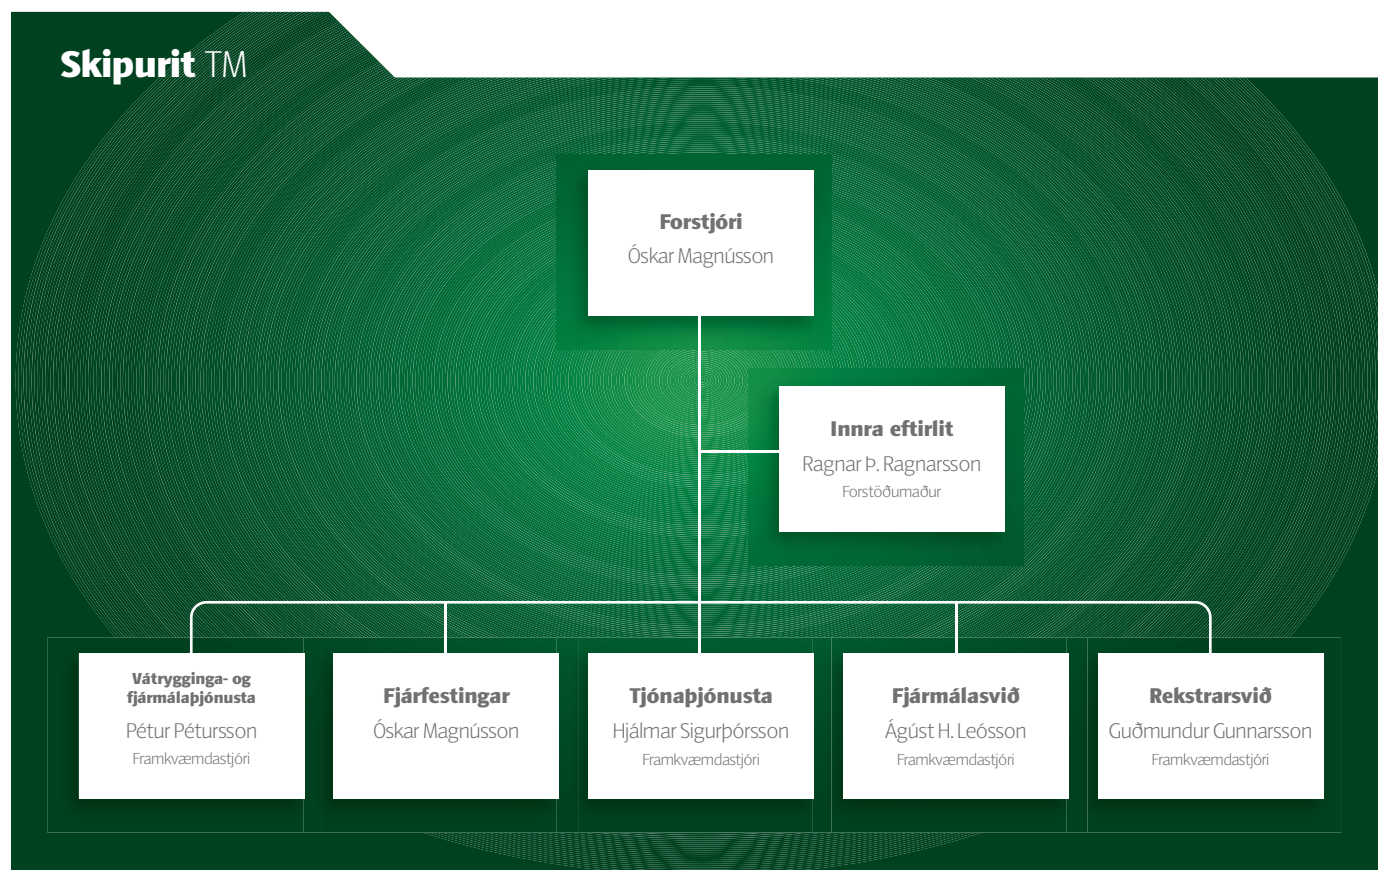 Skipurit TM
Forstjóri
Óskar Magnússon
Innra eftirlit
Ragnar Þ. Ragnarsson
Forstöðumaður
Vátrygginga- og
fjármálaþjónusta
Pétur Pétursson
Framkvæmdastjóri
Fjárfestingar
Óskar Magnússon
Tjónaþjónusta
Hjálmar Sigurþórsson
Framkvæmdastjóri
Fjármálasvið
Ágúst H. Leósson
Framkvæmdastjóri
Rekstrarsvið
Guðmundur Gunnarsson
Framkvæmdastjóri